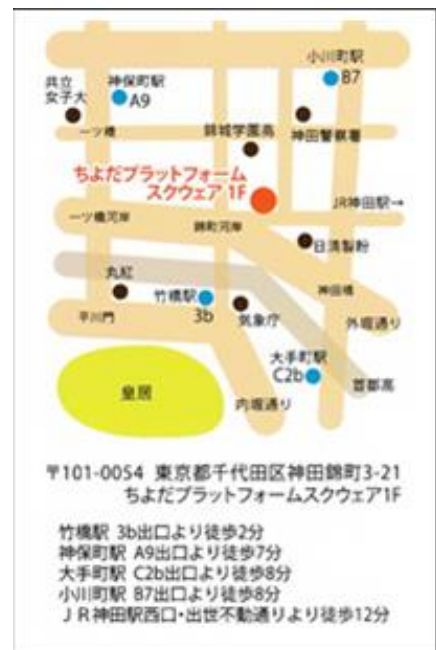 小川町駅
B7
共立
女子大
神保町駅
A9
一ツ橋
錦城学園高
神田警察署
ちよだプラットフォーム
スクウェア 1F
JR神田駅→
一ツ橋河岸
錦町河岸
日清製粉
丸紅
竹橋駅
3b
神田橋
平川門
気象庁
外堀通り
大手町駅
C2b
首都高
皇居
内堀通り
〒101-0054 東京都千代田区神田錦町3-21
ちよだプラットフォームスクウェア1F
竹橋駅 3b出口より徒歩2分
神保町駅 A9出口より徒歩7分
大手町駅 C2b出口より徒歩8分
小川町駅 B7出口より徒歩8分
ＪＲ神田駅西口・出世不動通りより徒歩12分